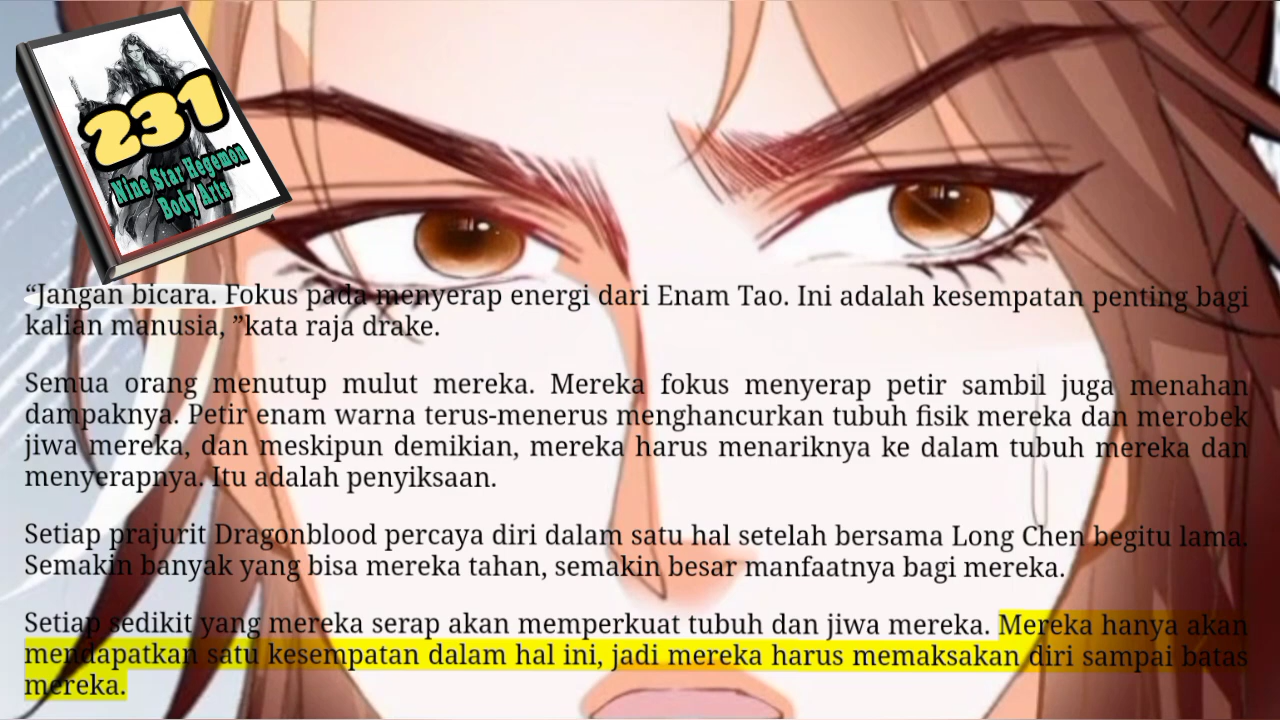 231
Nine Star Hegemon
Body Arts
“Jangan bicara. Fokus pada menyerap energi dari Enam Tao. Ini adalah kesempatan penting bagi
kalian manusia, ”kata raja drake.
Semua orang menutup mulut mereka. Mereka fokus menyerap petir sambil juga menahan
dampaknya. Petir enam warna terus-menerus menghancurkan tubuh fisik mereka dan merobek
jiwa mereka, dan meskipun demikian, mereka harus menariknya ke dalam tubuh mereka dan
menyerapnya. Itu adalah penyiksaan.
Setiap prajurit Dragonblood percaya diri dalam satu hal setelah bersama Long Chen begitu lama.
Semakin banyak yang bisa mereka tahan, semakin besar manfaatnya bagi mereka.
Setiap sedikit yang mereka serap akan memperkuat tubuh dan jiwa mereka. Mereka hanya akan
mendapatkan satu kesempatan dalam hal ini, jadi mereka harus memaksakan diri sampai batas
mereka.